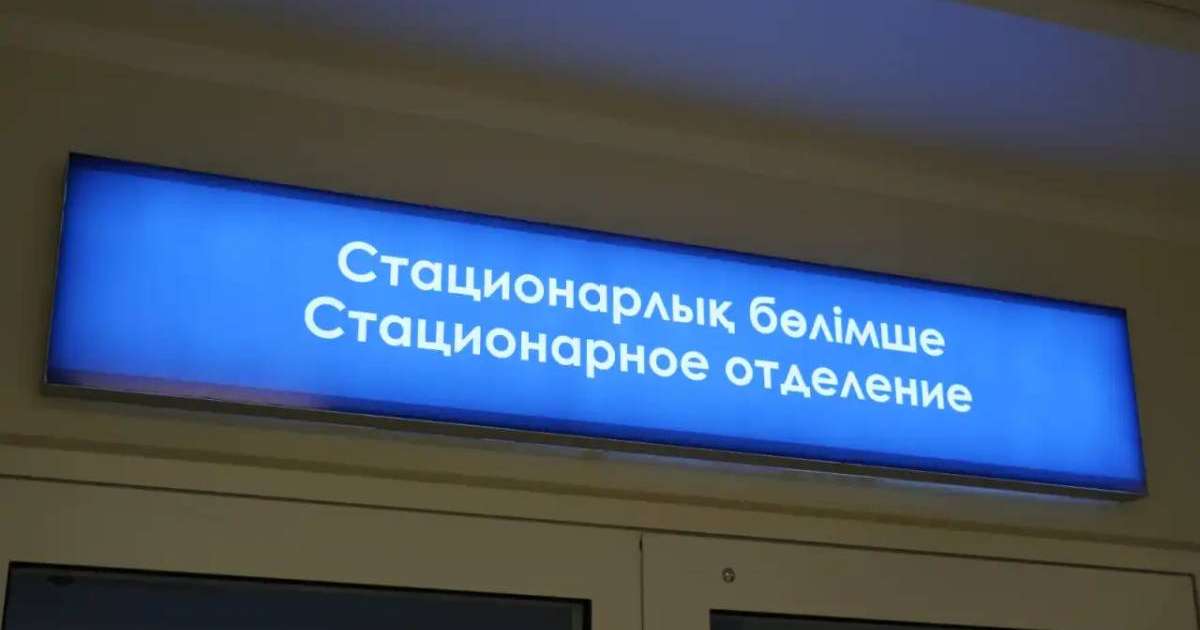 Стационарлық бөлімше
Стационарное отделение